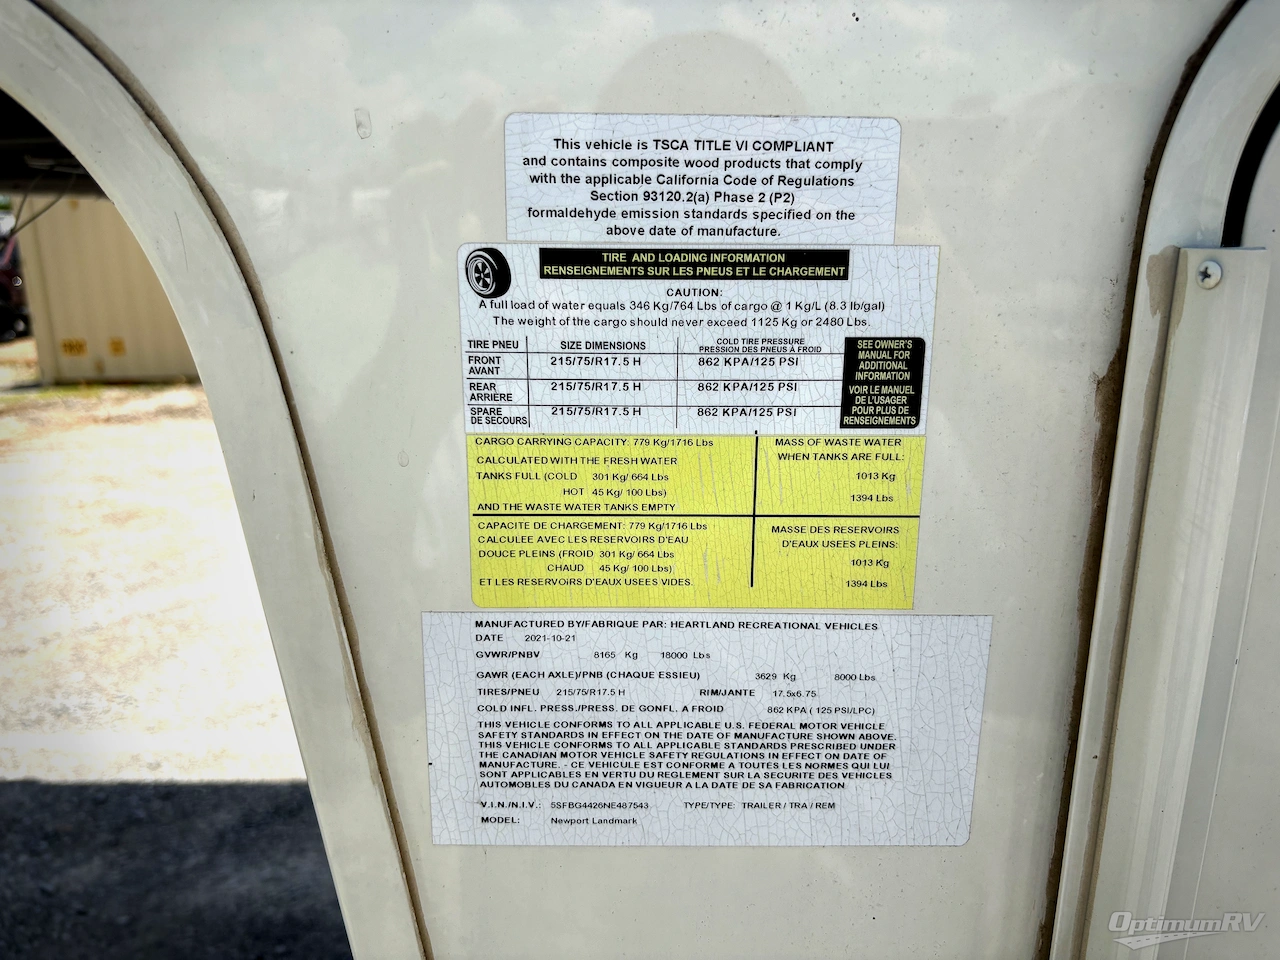 This vehicle is TSCA TITLE VI COMPLIANT
and contains composite wood products that comply
with the applicable California Code of Regulations
Section 93120.2(a) Phase 2 (P2)
formaldehyde emission standards specified on the
above date of manufacture.
TIRE AND LOADING INFORMATION
RENSEIGNEMENTS SUR LES PNEUS ET LE CHARGEMENT
CAUTION:
A full load of water equals 346 Kg/764 Lbs of cargo @ 1 Kg/L (8.3 lb/gal)
The weight of the cargo should never exceed 1125 Kg or 2480 Lbs.
TIRE PNEU SIZE DIMENSIONS COLD TIRE PRESSURE
PRESSION DES PNEUS À FROID
FRONT
AVANT 215/75/R17.5 H 862 KPA/125 PSI
REAR
ARRIÈRE 215/75/R17.5 H 862 KPA/125 PSI
SPARE
DE SECOURS 215/75/R17.5 H 862 KPA/125 PSI
SEE OWNER'S
MANUAL FOR
ADDITIONAL
INFORMATION
VOIR LE MANUEL
DE L'USAGER
POUR PLUS DE
RENSEIGNEMENTS
CARGO CARRYING CAPACITY: 779 Kg/1716 Lbs
CALCULATED WITH THE FRESH WATER
TANKS FULL (COLD 301 Kg/ 664 Lbs
HOT 45 Kg/ 100 Lbs)
AND THE WASTE WATER TANKS EMPTY
MASS OF WASTE WATER
WHEN TANKS ARE FULL:
1013 Kg
1394 Lbs
CAPACITE DE CHARGEMENT: 779 Kg/1716 Lbs
CALCULEE AVEC LES RESERVOIRS D'EAU
DOUCE PLEINS (FROID 301 Kg/ 664 Lbs
CHAUD 45 Kg/ 100 Lbs)
ET LES RESERVOIRS D'EAUX USEES VIDES.
MASSE DES RESERVOIRS
D'EAUX USEES PLEINS:
1013 Kg
1394 Lbs
MANUFACTURED BY/FABRIQUE PAR: HEARTLAND RECREATIONAL VEHICLES
DATE 2021-10-21
GVWR/PNBV 8165 Kg 18000 Lbs
GAWR (EACH AXLE)/PNB (CHAQUE ESSIEU) 3629 Kg 8000 Lbs
TIRES/PNEU 215/75/R17.5 H RIM/JANTE 17.5x6.75
COLD INFL. PRESS./PRESS. DE GONFL. A FROID 862 KPA ( 125 PSI/LPC)
THIS VEHICLE CONFORMS TO ALL APPLICABLE U.S. FEDERAL MOTOR VEHICLE
SAFETY STANDARDS IN EFFECT ON THE DATE OF MANUFACTURE SHOWN ABOVE.
THIS VEHICLE CONFORMS TO ALL APPLICABLE STANDARDS PRESCRIBED UNDER
THE CANADIAN MOTOR VEHICLE SAFETY REGULATIONS IN EFFECT ON DATE OF
MANUFACTURE. - CE VEHICULE EST CONFORME A TOUTES LES NORMES QUI LUI
SONT APPLICABLES EN VERTU DU REGLEMENT SUR LA SECURITE DES VEHICLES
AUTOMOBILES DU CANADA EN VIGUEUR A LA DATE DE SA FABRICATION
V.I.N./N.I.V.: 5SFBG4426NE487543 TYPE/TYPE: TRAILER / TRA / REM
MODEL: Newport Landmark
OptimumRV